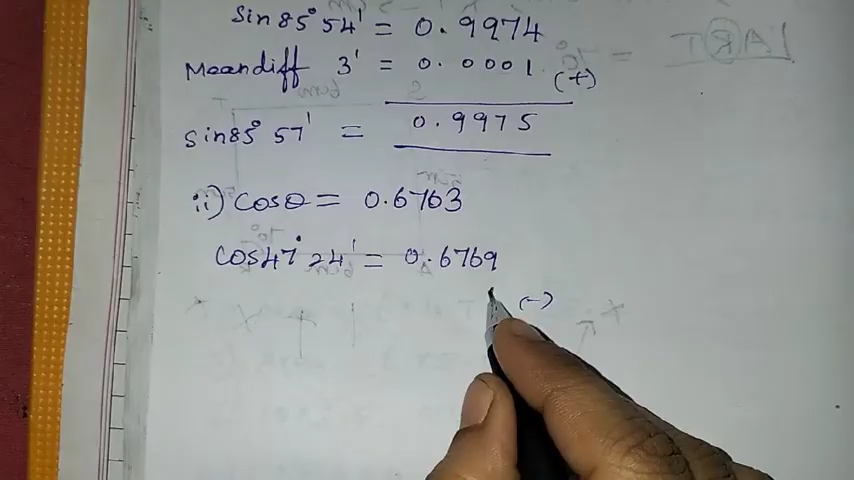 Sin 85° 54' = 0.9974
Meandiff 3' = 0.0001 (+)
Sin 85° 57' = 0.9975
ii) Cosθ = 0.6763
Cos 47° 24' = 0.6769
(-)